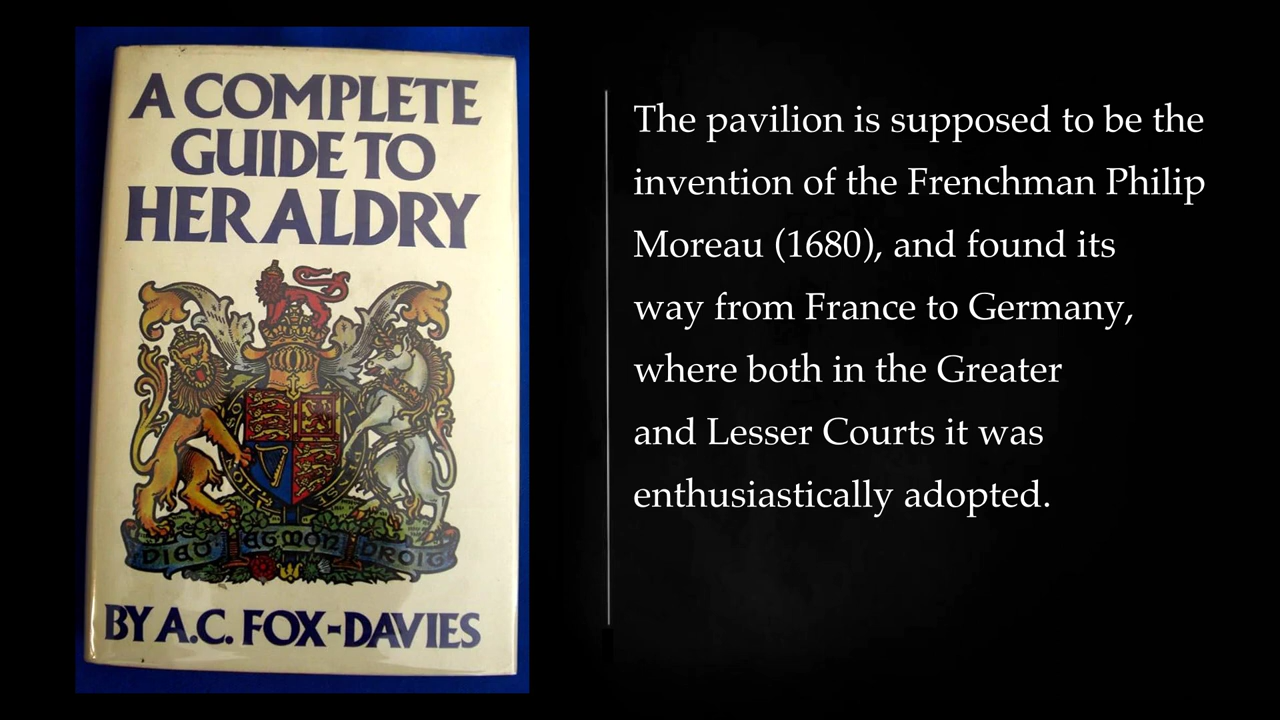 A COMPLETE
GUIDE TO
HERALDRY
DIEU ET MON DROIT
BY A.C. FOX-DAVIES
The pavilion is supposed to be the
invention of the Frenchman Philip
Moreau (1680), and found its
way from France to Germany,
where both in the Greater
and Lesser Courts it was
enthusiastically adopted.